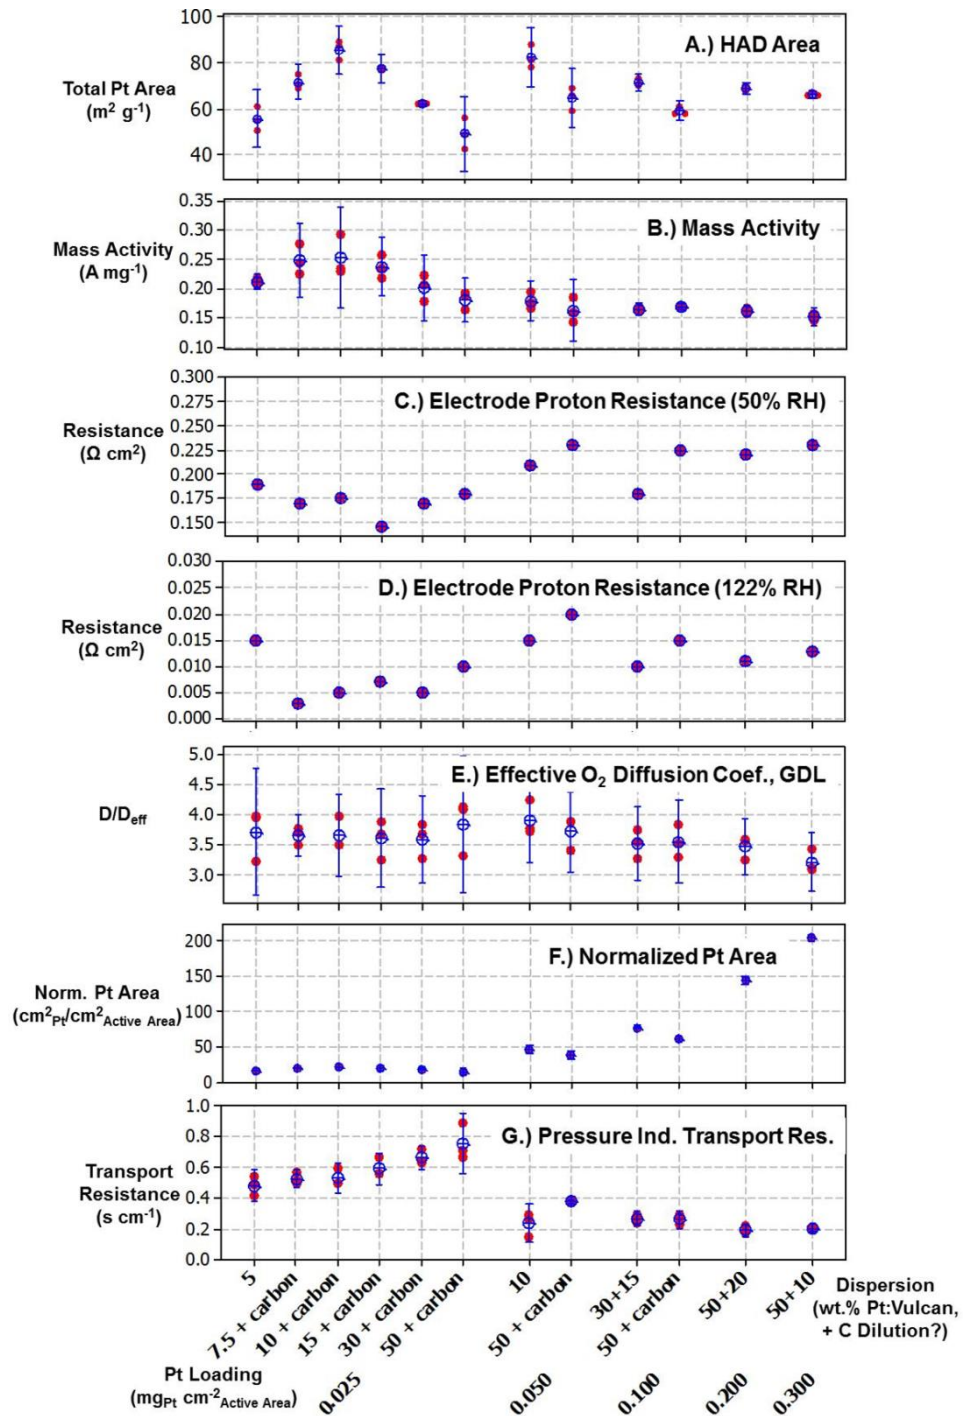 A.) HAD Area
Total Pt Area
(m² g⁻¹)
100
80
60
40
B.) Mass Activity
Mass Activity
(A mg⁻¹)
0.35
0.30
0.25
0.20
0.15
0.10
C.) Electrode Proton Resistance (50% RH)
Resistance
(Ω cm²)
0.300
0.275
0.250
0.225
0.200
0.175
0.150
D.) Electrode Proton Resistance (122% RH)
Resistance
(Ω cm²)
0.030
0.025
0.020
0.015
0.010
0.005
0.000
E.) Effective O₂ Diffusion Coef., GDL
D/Deff
5.0
4.5
4.0
3.5
3.0
F.) Normalized Pt Area
Norm. Pt Area
(cm²Pt/cm²Active Area)
200
150
100
50
0
G.) Pressure Ind. Transport Res.
Transport
Resistance
(s cm⁻¹)
1.0
0.8
0.6
0.4
0.2
0.0
5
7.5 + carbon
10 + carbon
15 + carbon
30 + carbon
50 + carbon
10
50 + carbon
30+15
50 + carbon
50+20
50+10
Dispersion
(wt.% Pt:Vulcan,
+ C Dilution?)
Pt Loading
(mgPt cm⁻²Active Area)
0.025
0.050
0.100
0.200
0.300